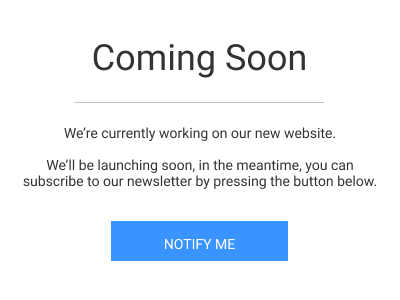 Coming Soon
We’re currently working on our new website.
We’ll be launching soon, in the meantime, you can
subscribe to our newsletter by pressing the button below.
NOTIFY ME